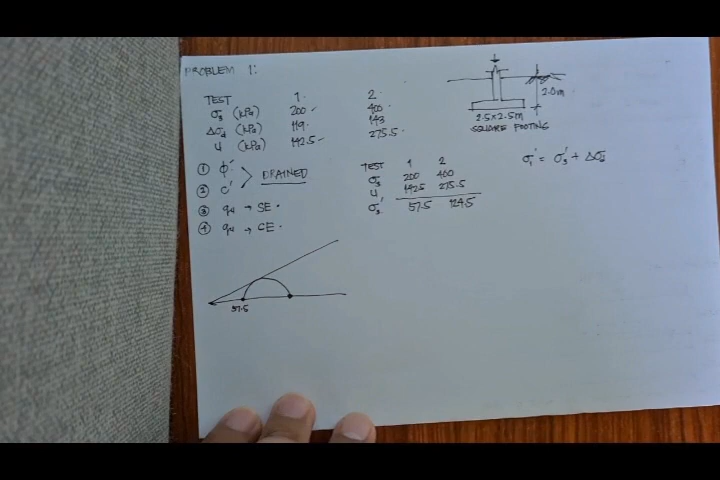 PROBLEM 1:
TEST 1 2
σ₃ (kPa) 200 400
Δσd (kPa) 119 143
u (kPa) 142.5 275.5
2.0m
2.5x2.5m
SQUARE FOOTING
① φ'
② c'
DRAINED
③ qu → SE
④ qu → CE
TEST 1 2
σ₃ 200 400
u 142.5 275.5
σ₃' 57.5 124.5
σ₁' = σ₃' + Δσd
57.5